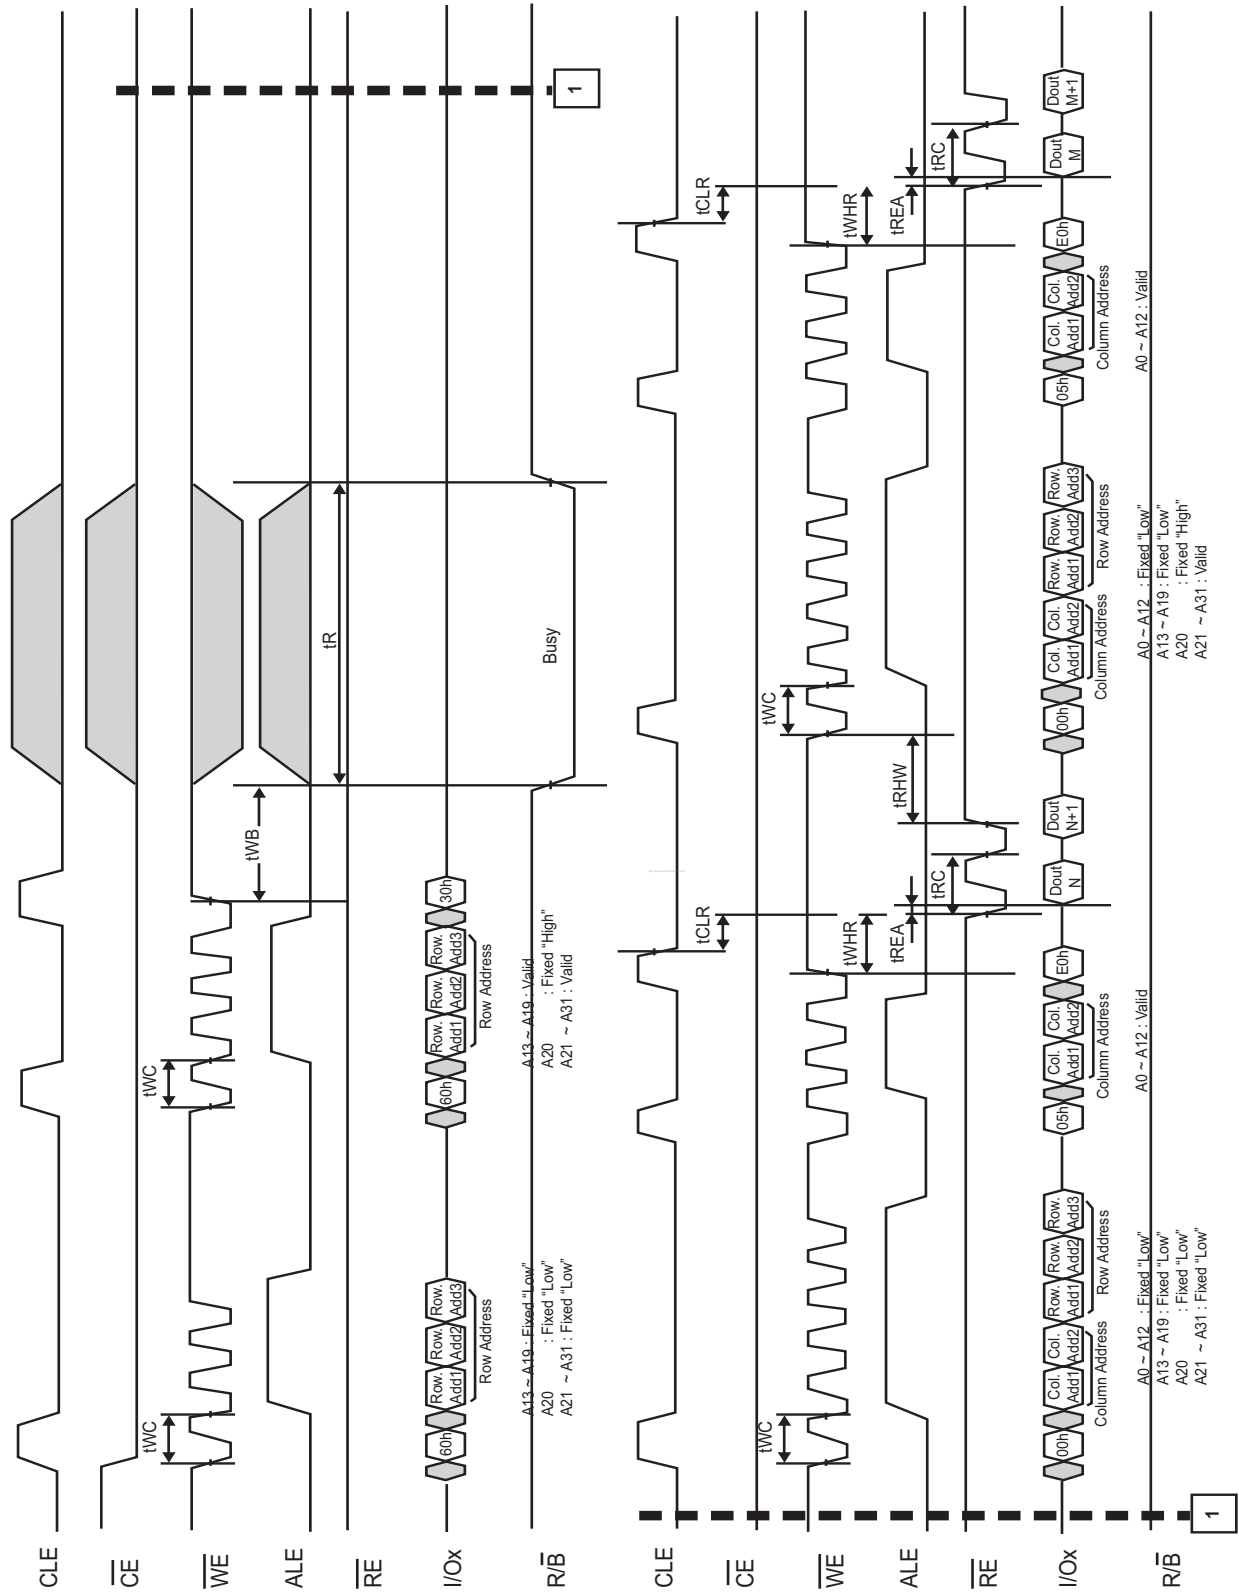 CLE
CE
WE
ALE
RE
I/Ox
R/B
tWC
tWC
tWB
tR
60h
Row. Add1
Row. Add2
Row. Add3
Row Address
60h
Row. Add1
Row. Add2
Row. Add3
30h
Row Address
A13 ~ A19 : Fixed “Low”
A20 : Fixed “Low”
A21 ~ A31 : Fixed “Low”
A13 ~ A19 : Valid
A20 : Fixed “High”
A21 ~ A31 : Valid
Busy
1
CLE
CE
WE
ALE
RE
I/Ox
R/B
tCLR
tCLR
tWC
tWHR
tWC
tWHR
tREA
tRHW
tREA
tRC
tRC
00h
Col. Add1
Col. Add2
Row. Add1
Row. Add2
Row. Add3
Column Address
Row Address
05h
Col. Add1
Col. Add2
E0h
Column Address
Dout N
Dout N+1
00h
Col. Add1
Col. Add2
Row. Add1
Row. Add2
Row. Add3
Column Address
Row Address
05h
Col. Add1
Col. Add2
E0h
Column Address
Dout M
Dout M+1
A0 ~ A12 : Fixed “Low”
A13 ~ A19 : Fixed “Low”
A20 : Fixed “Low”
A21 ~ A31 : Fixed “Low”
A0 ~ A12 : Valid
A0 ~ A12 : Fixed “Low”
A13 ~ A19 : Fixed “Low”
A20 : Fixed “High”
A21 ~ A31 : Valid
A0 ~ A12 : Valid
1